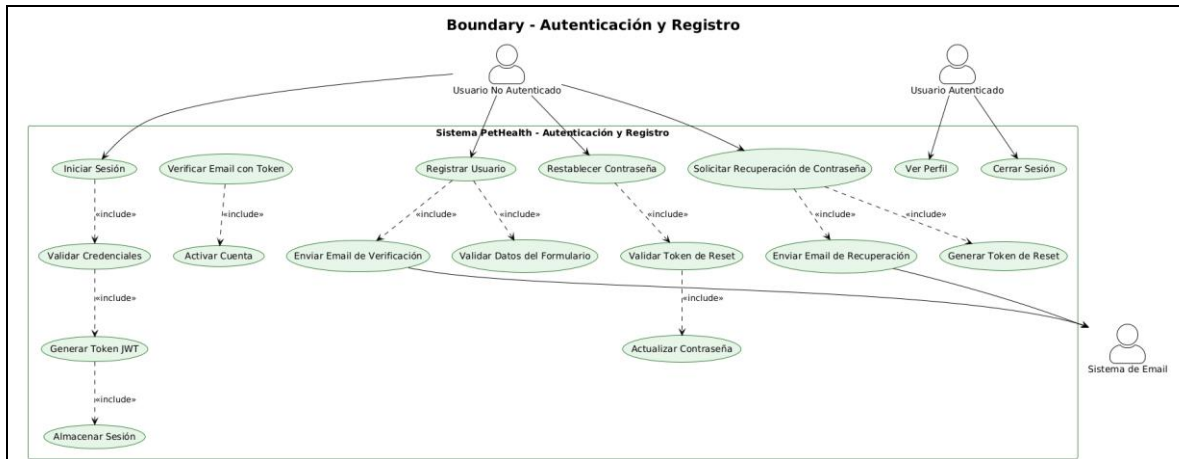 Boundary - Autenticación y Registro
Usuario No Autenticado
Usuario Autenticado
Sistema PetHealth - Autenticación y Registro
Iniciar Sesión
Verificar Email con Token
Registrar Usuario
Restablecer Contraseña
Solicitar Recuperación de Contraseña
Ver Perfil
Cerrar Sesión
«include»
«include»
«include»
«include»
«include»
«include»
«include»
Validar Credenciales
Activar Cuenta
Enviar Email de Verificación
Validar Datos del Formulario
Validar Token de Reset
Enviar Email de Recuperación
Generar Token de Reset
«include»
«include»
Generar Token JWT
Actualizar Contraseña
Sistema de Email
«include»
Almacenar Sesión